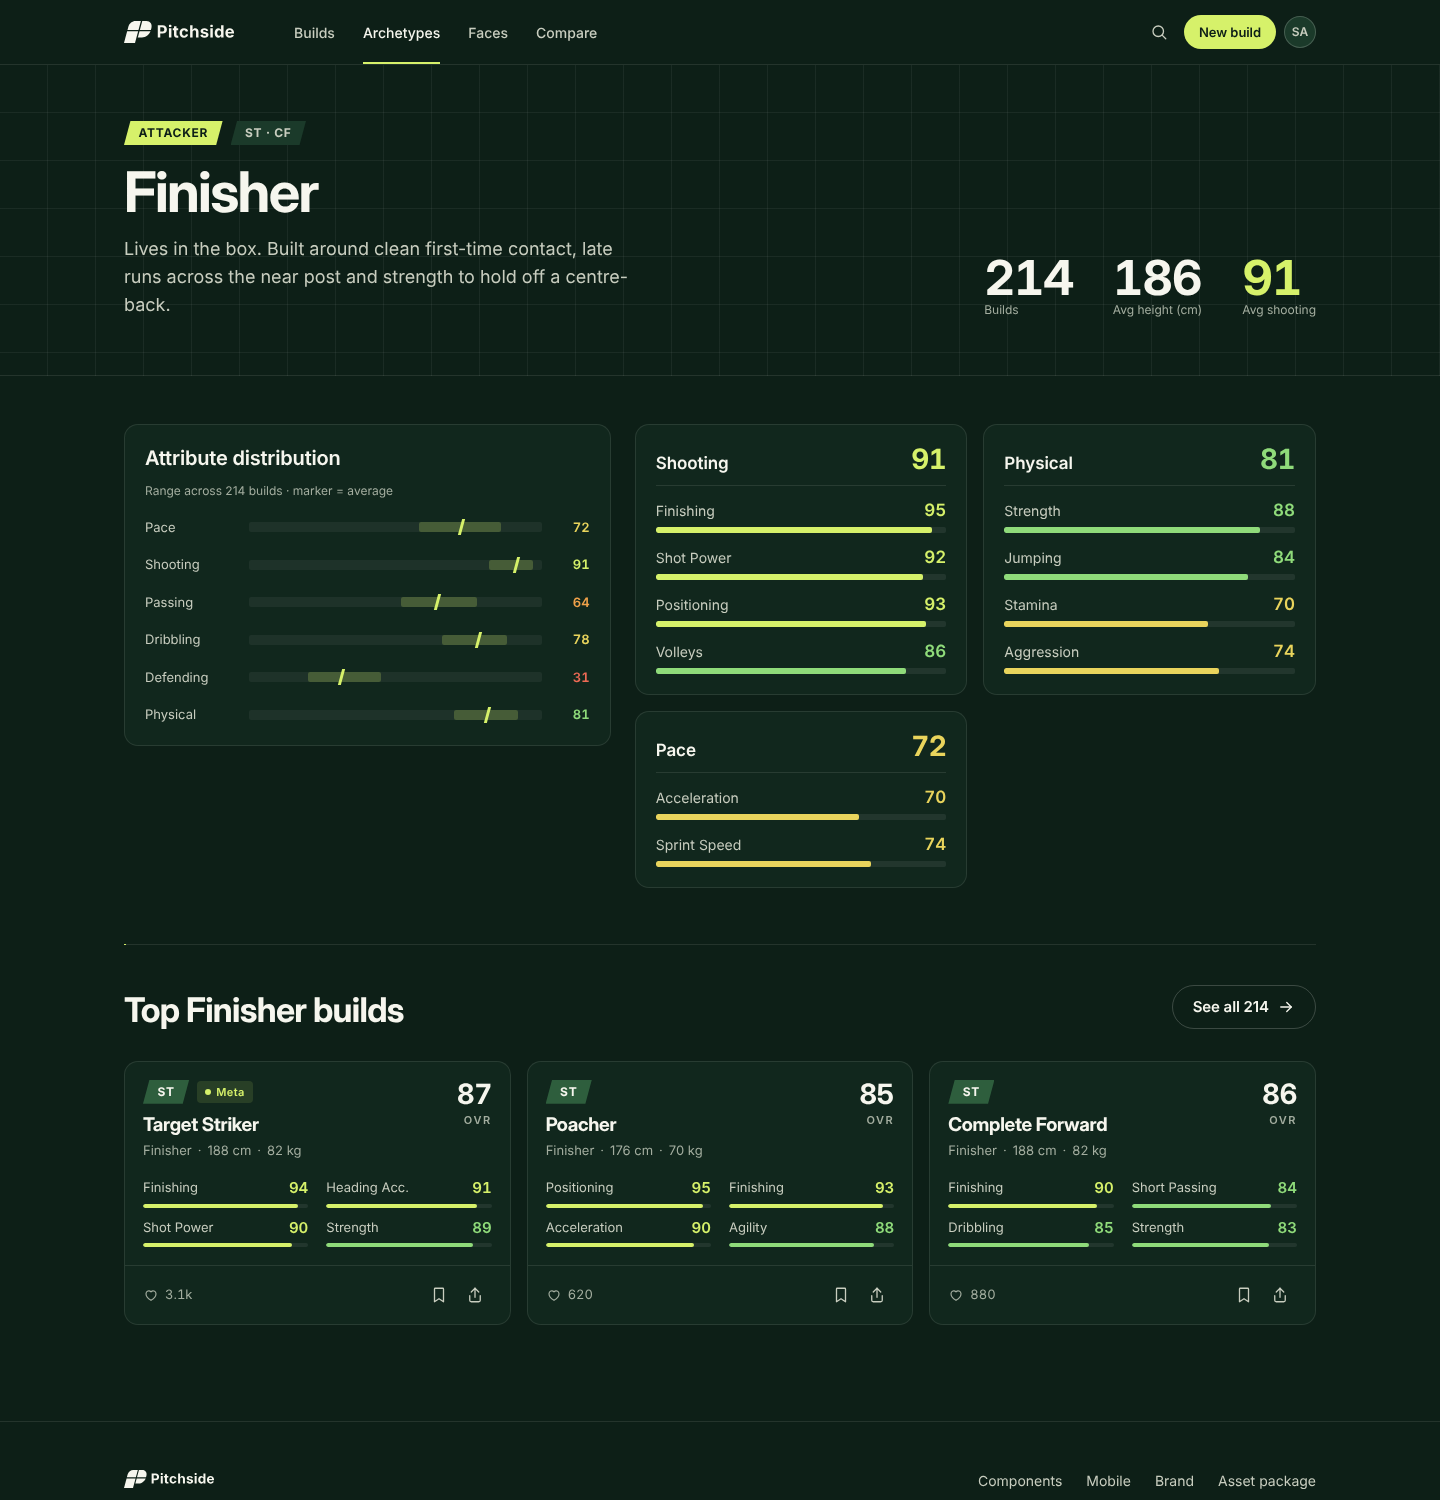 Pitchside
Builds
Archetypes
Faces
Compare
New build
SA
ATTACKER
ST · CF
Finisher
Lives in the box. Built around clean first-time contact, late
runs across the near post and strength to hold off a centre-
back.
214
Builds
186
Avg height (cm)
91
Avg shooting
Attribute distribution
Range across 214 builds · marker = average
Pace 72
Shooting 91
Passing 64
Dribbling 78
Defending 31
Physical 81
Shooting 91
Finishing 95
Shot Power 92
Positioning 93
Volleys 86
Physical 81
Strength 88
Jumping 84
Stamina 70
Aggression 74
Pace 72
Acceleration 70
Sprint Speed 74
Top Finisher builds
See all 214
ST
Meta
87
OVR
Target Striker
Finisher · 188 cm · 82 kg
Finishing 94
Heading Acc. 91
Shot Power 90
Strength 89
3.1k
ST
85
OVR
Poacher
Finisher · 176 cm · 70 kg
Positioning 95
Finishing 93
Acceleration 90
Agility 88
620
ST
86
OVR
Complete Forward
Finisher · 188 cm · 82 kg
Finishing 90
Short Passing 84
Dribbling 85
Strength 83
880
Pitchside
Components
Mobile
Brand
Asset package